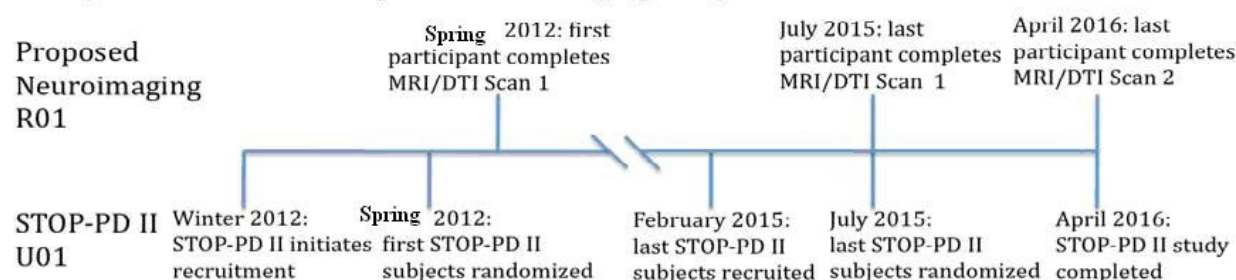 Proposed
Neuroimaging
R01
Spring 2012: first
participant completes
MRI/DTI Scan 1
July 2015: last
participant completes
MRI/DTI Scan 1
April 2016: last
participant completes
MRI/DTI Scan 2
STOP-PD II
U01
Winter 2012:
STOP-PD II initiates
recruitment
Spring 2012:
first STOP-PD II
subjects randomized
February 2015:
last STOP-PD II
subjects recruited
July 2015:
last STOP-PD II
subjects randomized
April 2016:
STOP-PD II study
completed